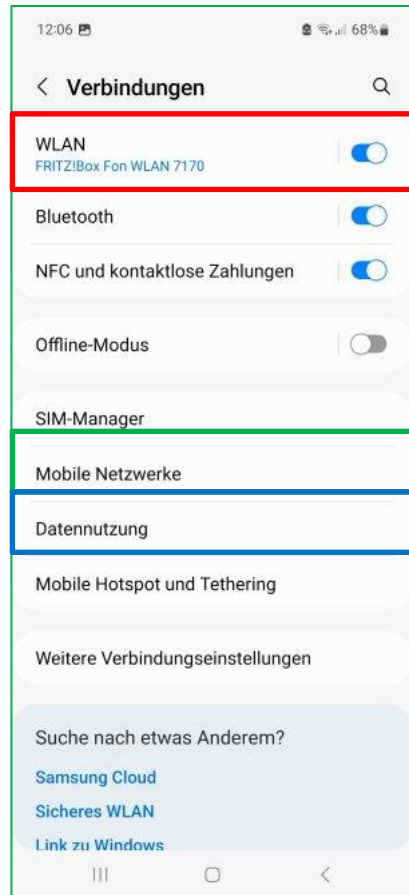 12:06 68%
Verbindungen
WLAN
FRITZ!Box Fon WLAN 7170
Bluetooth
NFC und kontaktlose Zahlungen
Offline-Modus
SIM-Manager
Mobile Netzwerke
Datennutzung
Mobile Hotspot und Tethering
Weitere Verbindungseinstellungen
Suche nach etwas Anderem?
Samsung Cloud
Sicheres WLAN
Link zu Windows